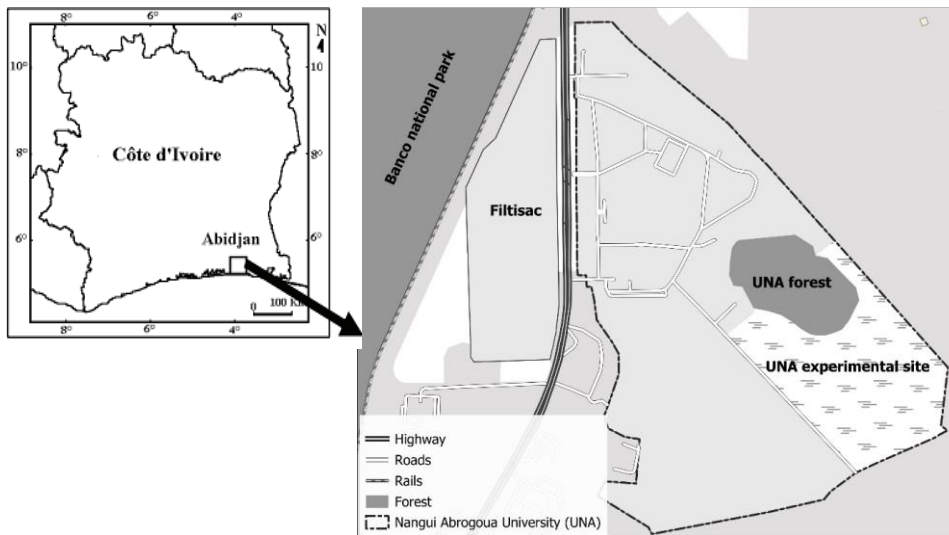 8°
6°
4°
N
10°
10°
Côte d'Ivoire
8°
8°
Abidjan
6°
6°
0 100 Km
8°
6°
4°
Banco national park
Filtisac
UNA forest
UNA experimental site
Highway
Roads
Rails
Forest
Nangui Abrogoua University (UNA)